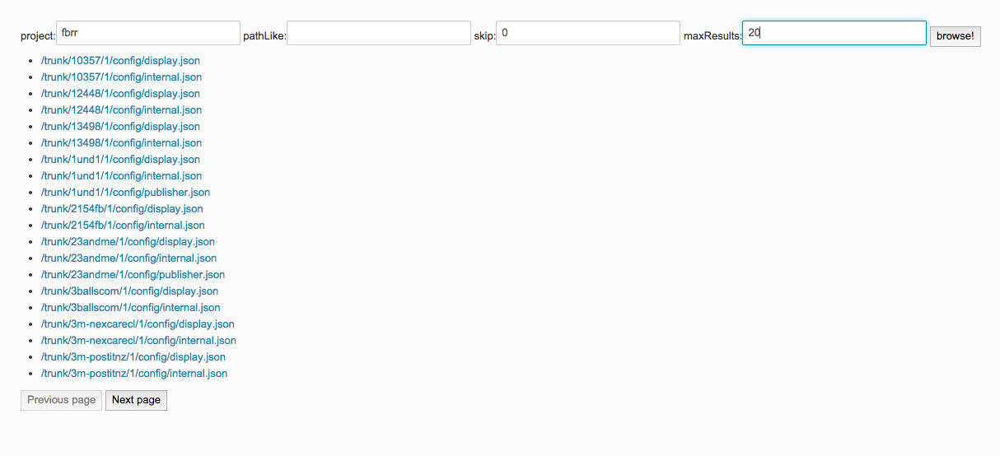 project: fbrr pathLike: skip: 0 maxResults: 20 browse!
/trunk/10357/1/config/display.json
/trunk/10357/1/config/internal.json
/trunk/12448/1/config/display.json
/trunk/12448/1/config/internal.json
/trunk/13498/1/config/display.json
/trunk/13498/1/config/internal.json
/trunk/1und1/1/config/display.json
/trunk/1und1/1/config/internal.json
/trunk/1und1/1/config/publisher.json
/trunk/2154fb/1/config/display.json
/trunk/2154fb/1/config/internal.json
/trunk/23andme/1/config/display.json
/trunk/23andme/1/config/internal.json
/trunk/23andme/1/config/publisher.json
/trunk/3ballscom/1/config/display.json
/trunk/3ballscom/1/config/internal.json
/trunk/3m-nexcarecl/1/config/display.json
/trunk/3m-nexcarecl/1/config/internal.json
/trunk/3m-postitnz/1/config/display.json
/trunk/3m-postitnz/1/config/internal.json
Previous page Next page